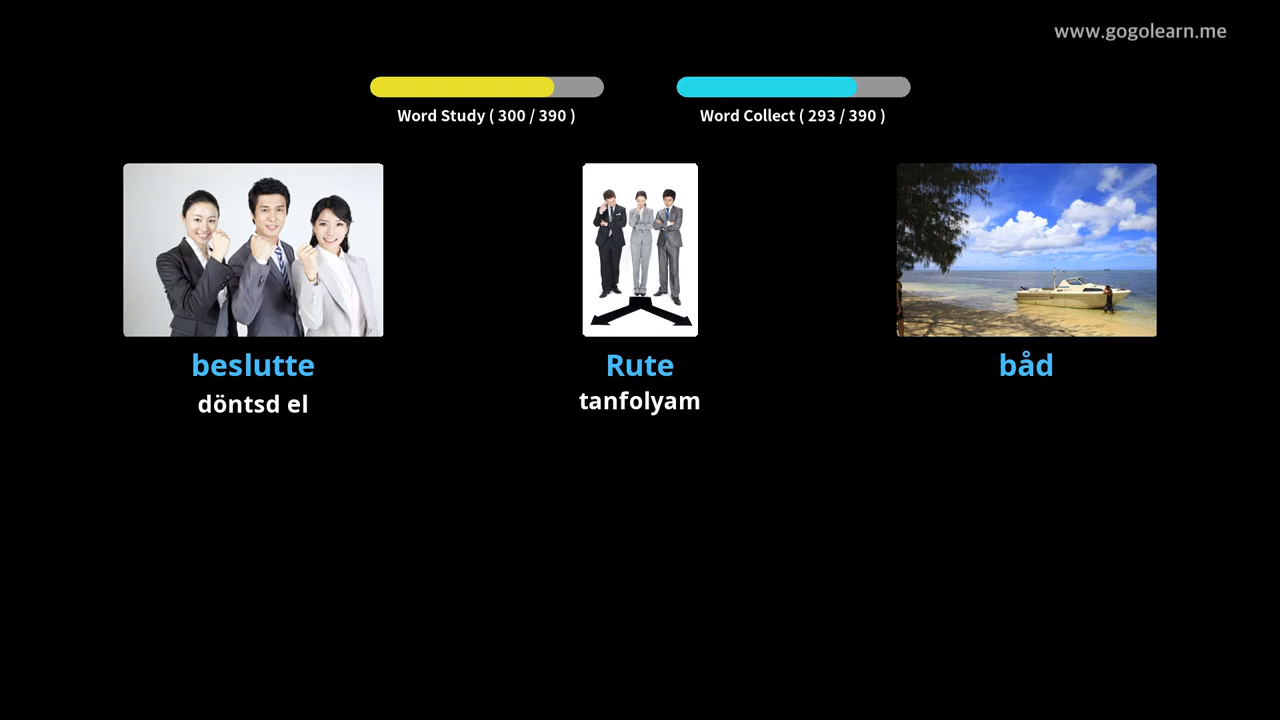 www.gogolearn.me
Word Study ( 300 / 390 )
Word Collect ( 293 / 390 )
beslutte
döntsd el
Rute
tanfolyam
båd